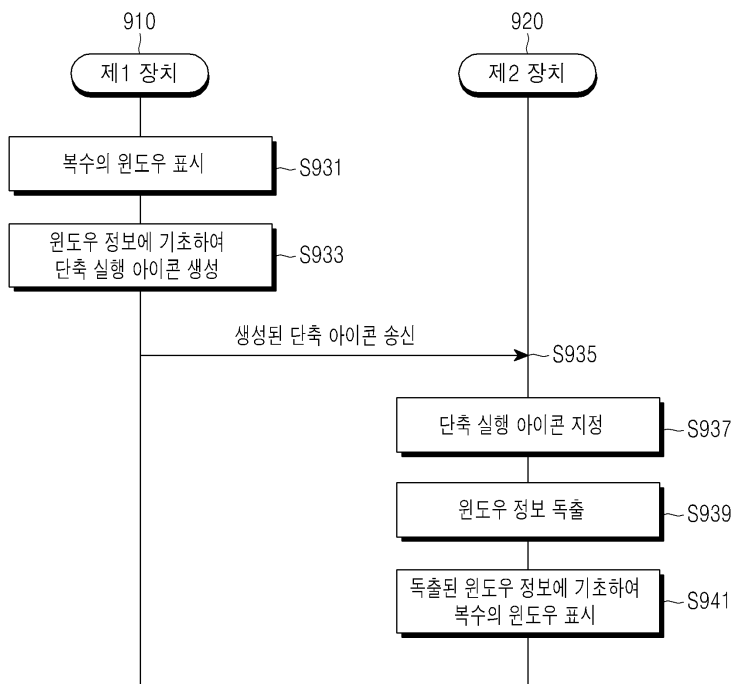 910
920
제1 장치
제2 장치
복수의 윈도우 표시
S931
윈도우 정보에 기초하여
단축 실행 아이콘 생성
S933
생성된 단축 아이콘 송신
S935
단축 실행 아이콘 지정
S937
윈도우 정보 독출
S939
독출된 윈도우 정보에 기초하여
복수의 윈도우 표시
S941